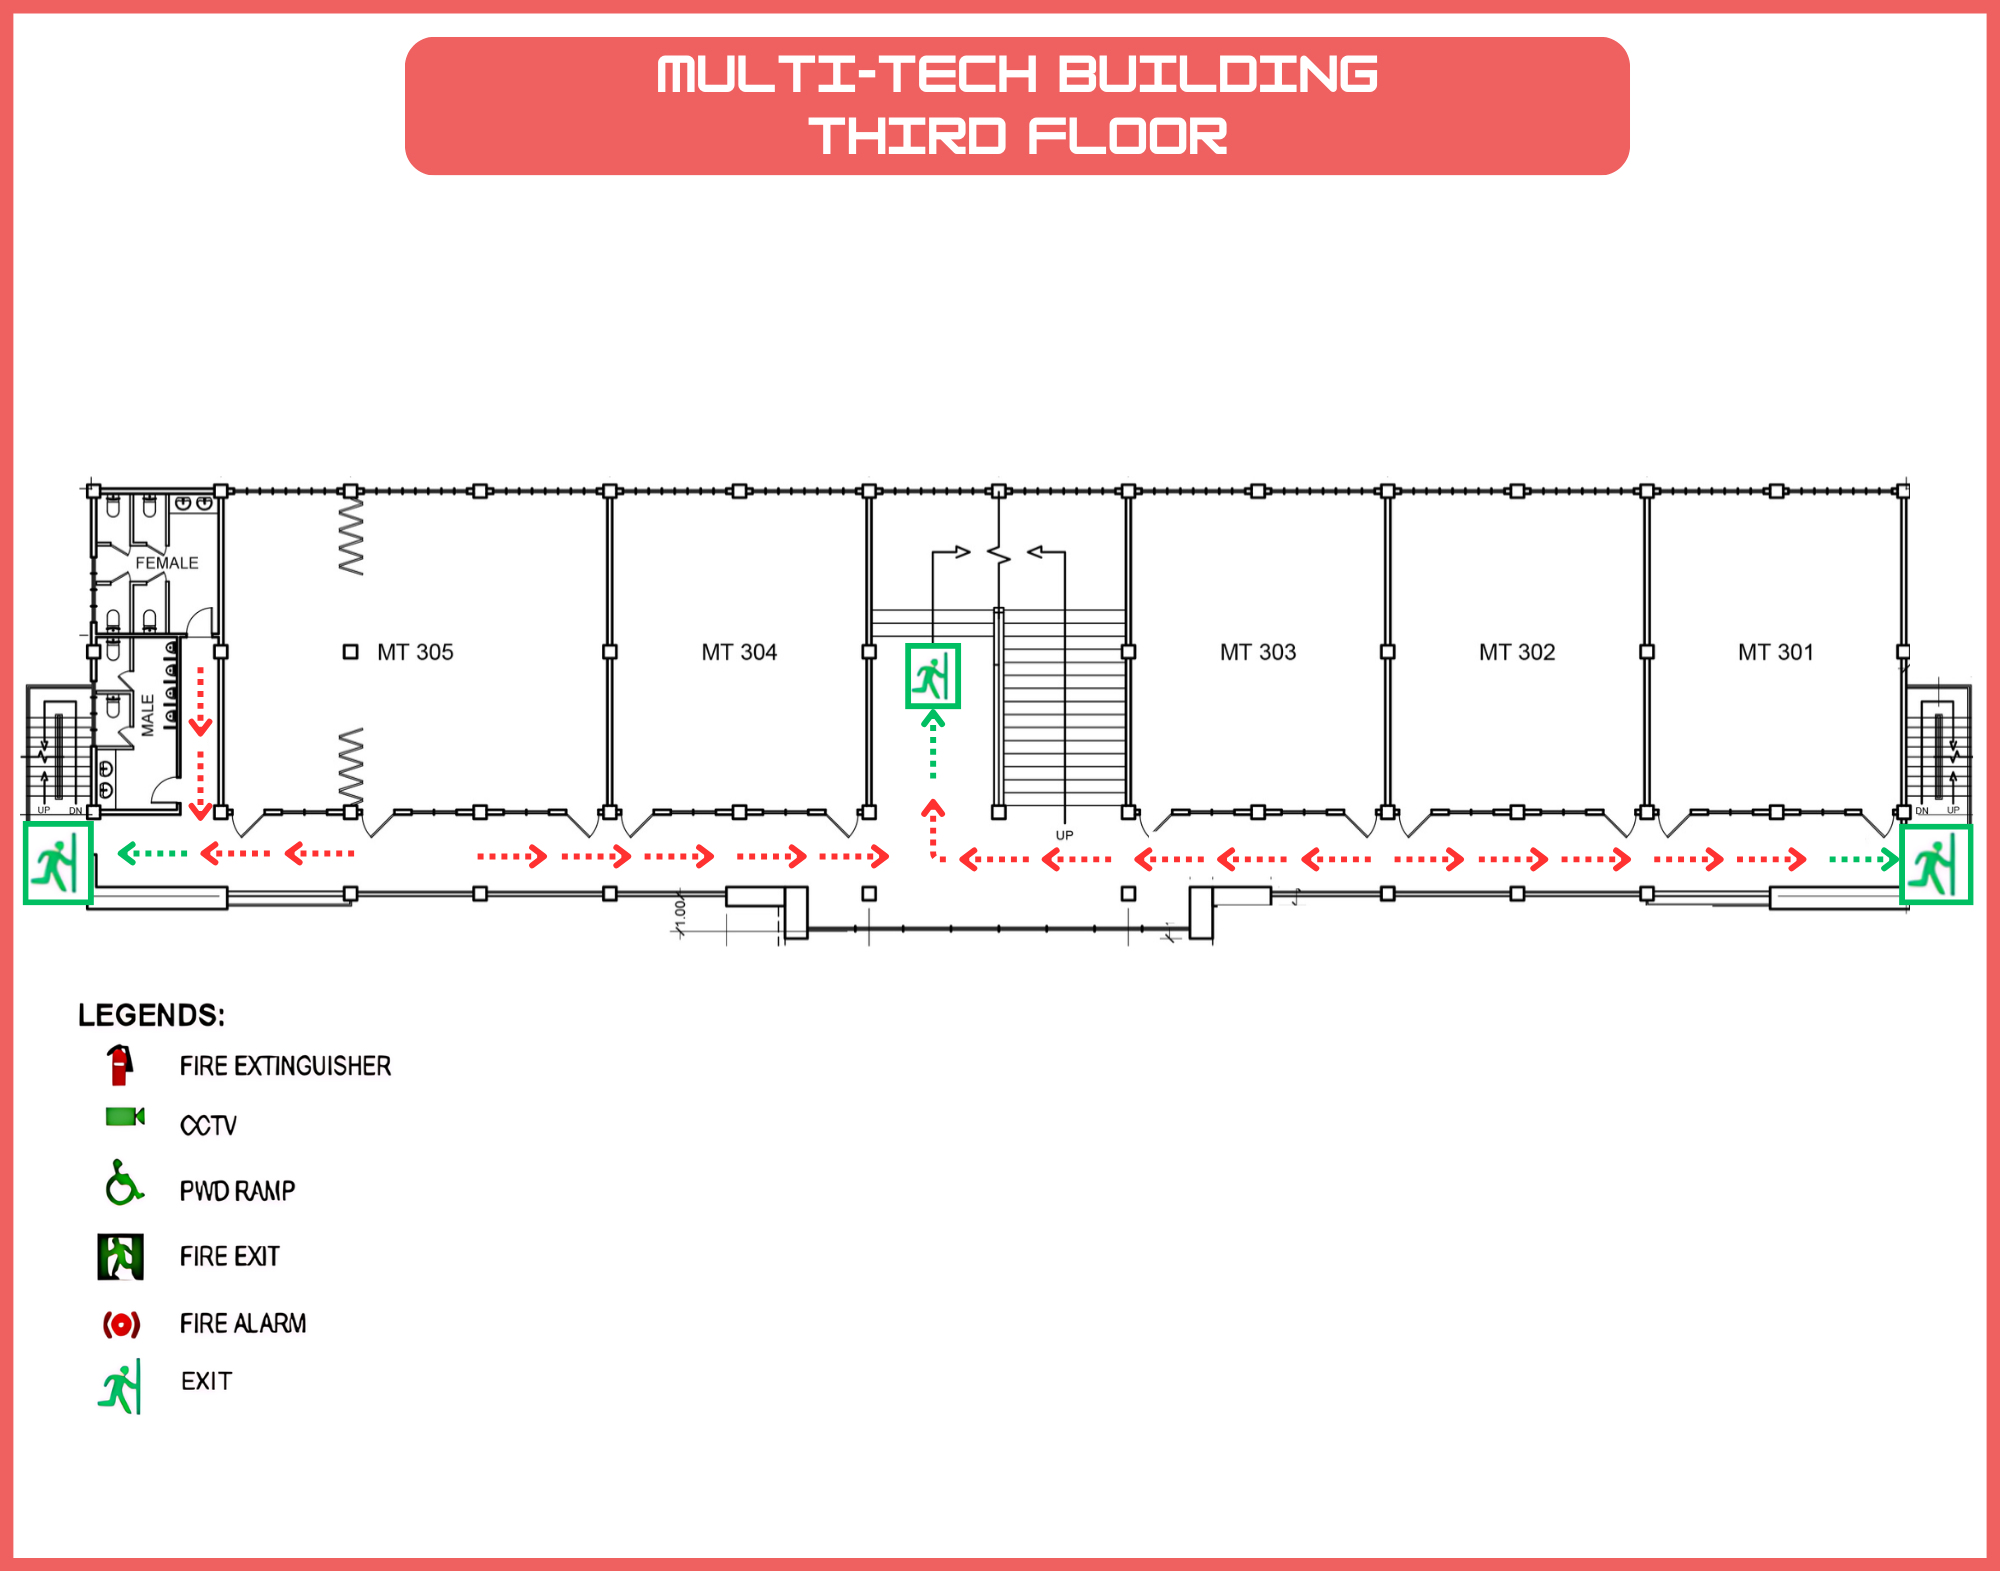 MULTI-TECH BUILDING
THIRD FLOOR
FEMALE
MT 305
MT 304
MT 303
MT 302
MT 301
MALE
UP
DN
DN
UP
UP
1.00
LEGENDS:
FIRE EXTINGUISHER
CCTV
PWD RAMP
FIRE EXIT
FIRE ALARM
EXIT